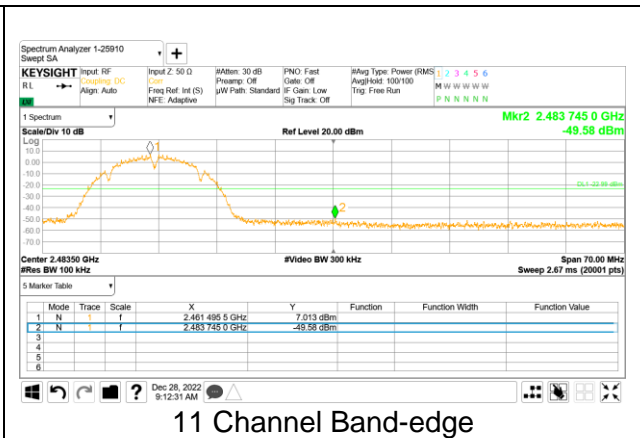 Spectrum Analyzer 1-25910
Swept SA
+
KEYSIGHT
RL
Input: RF
Coupling: DC
Align: Auto
Input Z: 50 Ω
Corr
Freq Ref: Int (S)
NFE: Adaptive
#Atten: 30 dB
Preamp: Off
µW Path: Standard
PNO: Fast
Gate: Off
IF Gain: Low
Sig Track: Off
#Avg Type: Power (RMS
Avg|Hold: 100/100
Trig: Free Run
1 2 3 4 5 6
M W W W W W
P N N N N N
1 Spectrum
Mkr2 2.483 745 0 GHz
-49.58 dBm
Scale/Div 10 dB
Ref Level 20.00 dBm
Log
10.0
0.00
-10.0
-20.0
-30.0
-40.0
-50.0
-60.0
-70.0
1
2
Center 2.48350 GHz
#Res BW 100 kHz
#Video BW 300 kHz
Span 70.00 MHz
Sweep 2.67 ms (20001 pts)
5 Marker Table
Mode Trace Scale X Y Function Function Width Function Value
1 N 1 f 2.461 495 5 GHz 7.013 dBm
2 N 1 f 2.483 745 0 GHz -49.58 dBm
3
4
5
6
?
Dec 28, 2022
9:12:31 AM
11 Channel Band-edge